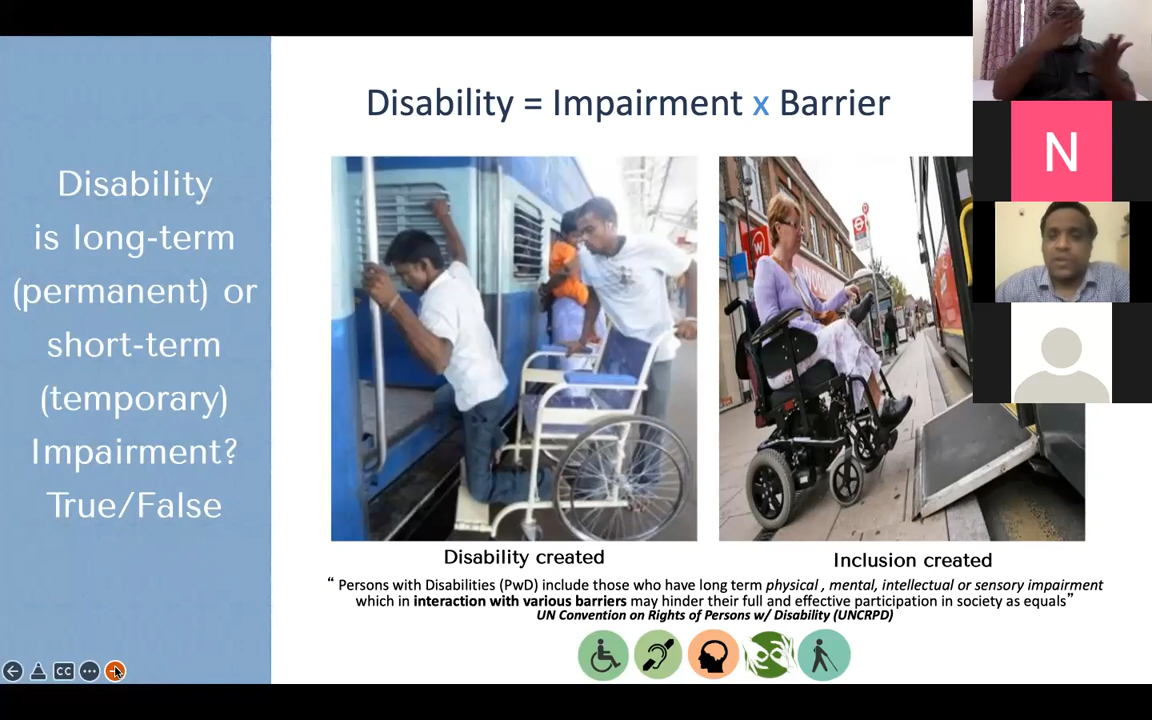 Disability
is long-term
(permanent) or
short-term
(temporary)
Impairment?
True/False
Disability = Impairment x Barrier
Disability created
Inclusion created
“ Persons with Disabilities (PwD) include those who have long term physical , mental, intellectual or sensory impairment
which in interaction with various barriers may hinder their full and effective participation in society as equals”
UN Convention on Rights of Persons w/ Disability (UNCRPD)
CC
N